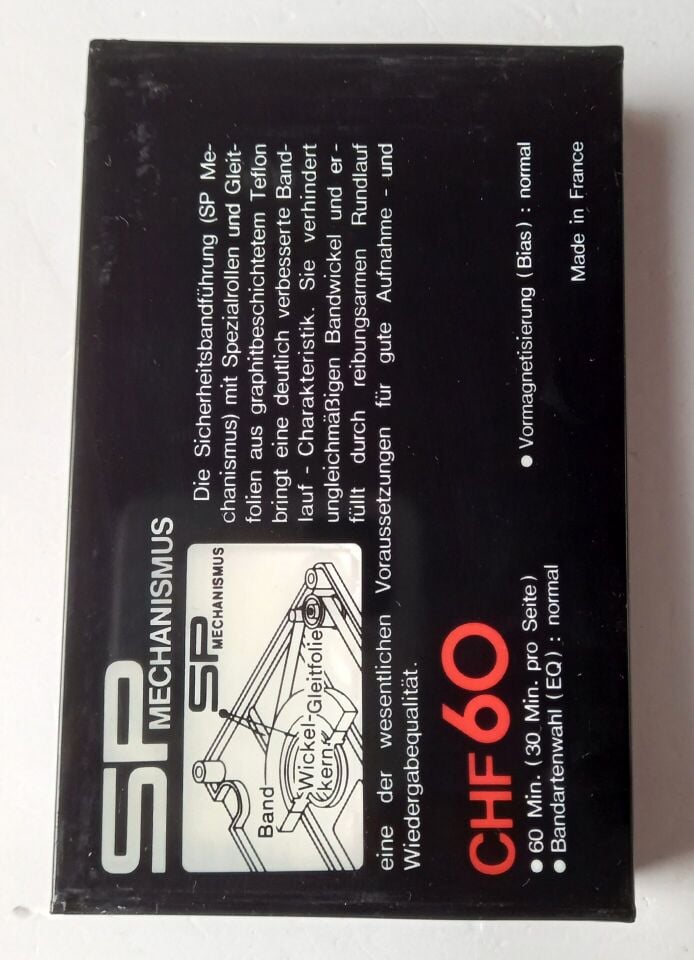 SP
MECHANISMUS
SP
MECHANISMUS
Band
Wickel-
kern
Gleitfolie
Die Sicherheitsbandführung (SP Me-
chanismus) mit Spezialrollen und Gleit-
folien aus graphitbeschichtetem Teflon
bringt eine deutlich verbesserte Band-
lauf - Charakteristik. Sie verhindert
ungleichmäßigen Bandwickel und er-
füllt durch reibungsarmen Rundlauf
eine der wesentlichen Voraussetzungen für gute Aufnahme - und
Wiedergabequalität.
CHF 60
● 60 Min. (30 Min. pro Seite)
● Bandartenwahl (EQ) : normal
● Vormagnetisierung (Bias) : normal
Made in France